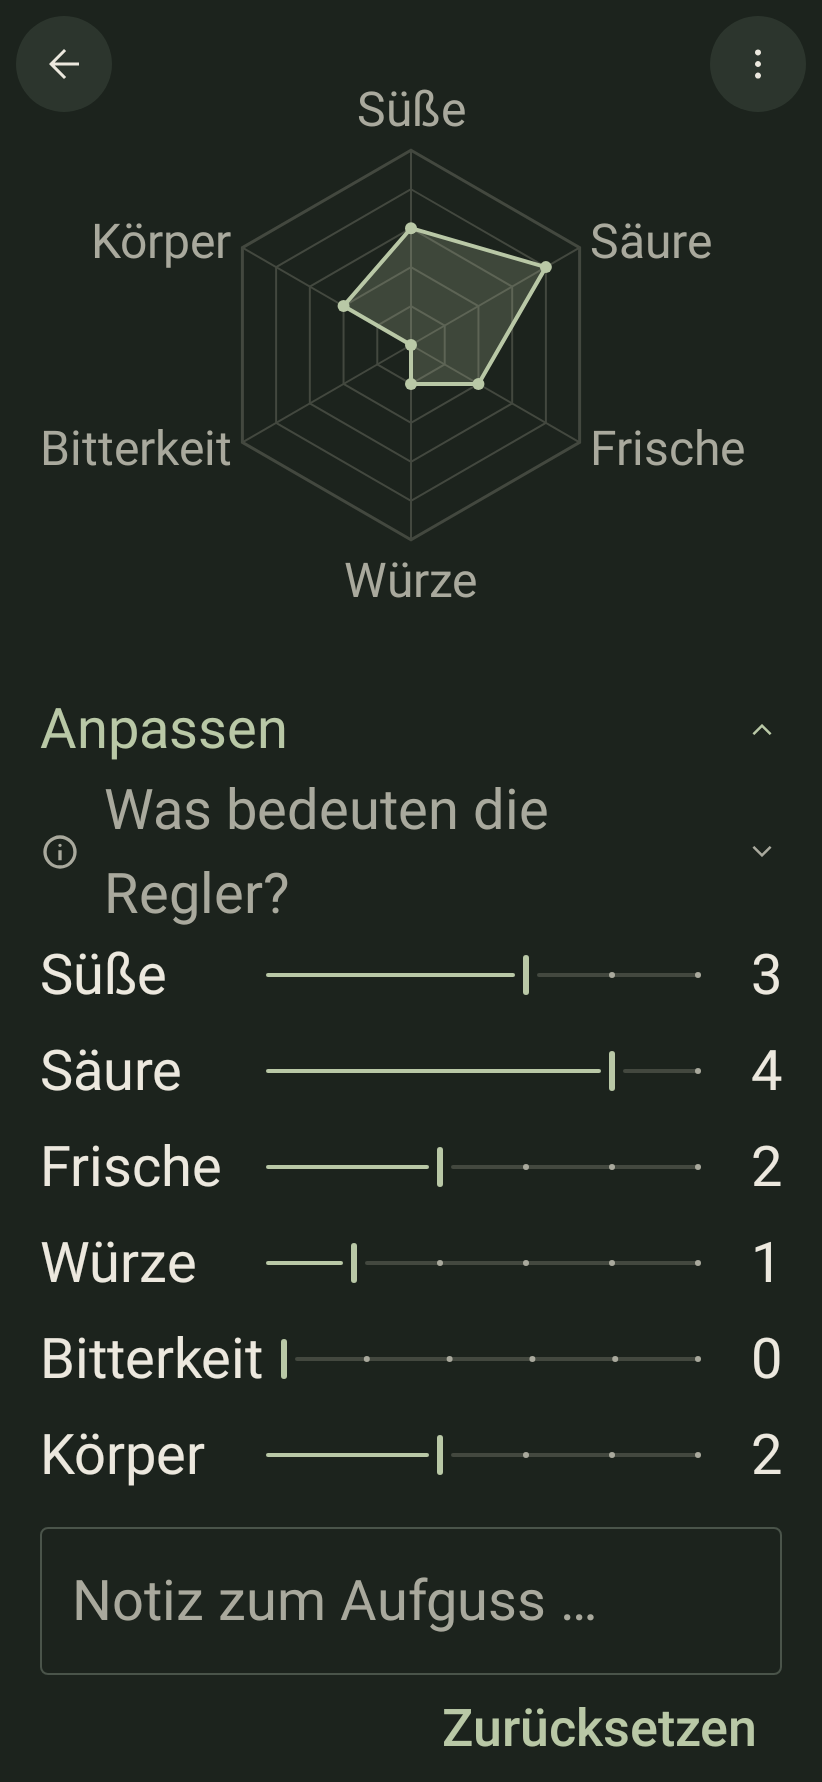 Süße
Körper
Säure
Bitterkeit
Frische
Würze
Anpassen
Was bedeuten die
Regler?
Süße 3
Säure 4
Frische 2
Würze 1
Bitterkeit 0
Körper 2
Notiz zum Aufguss ...
Zurücksetzen